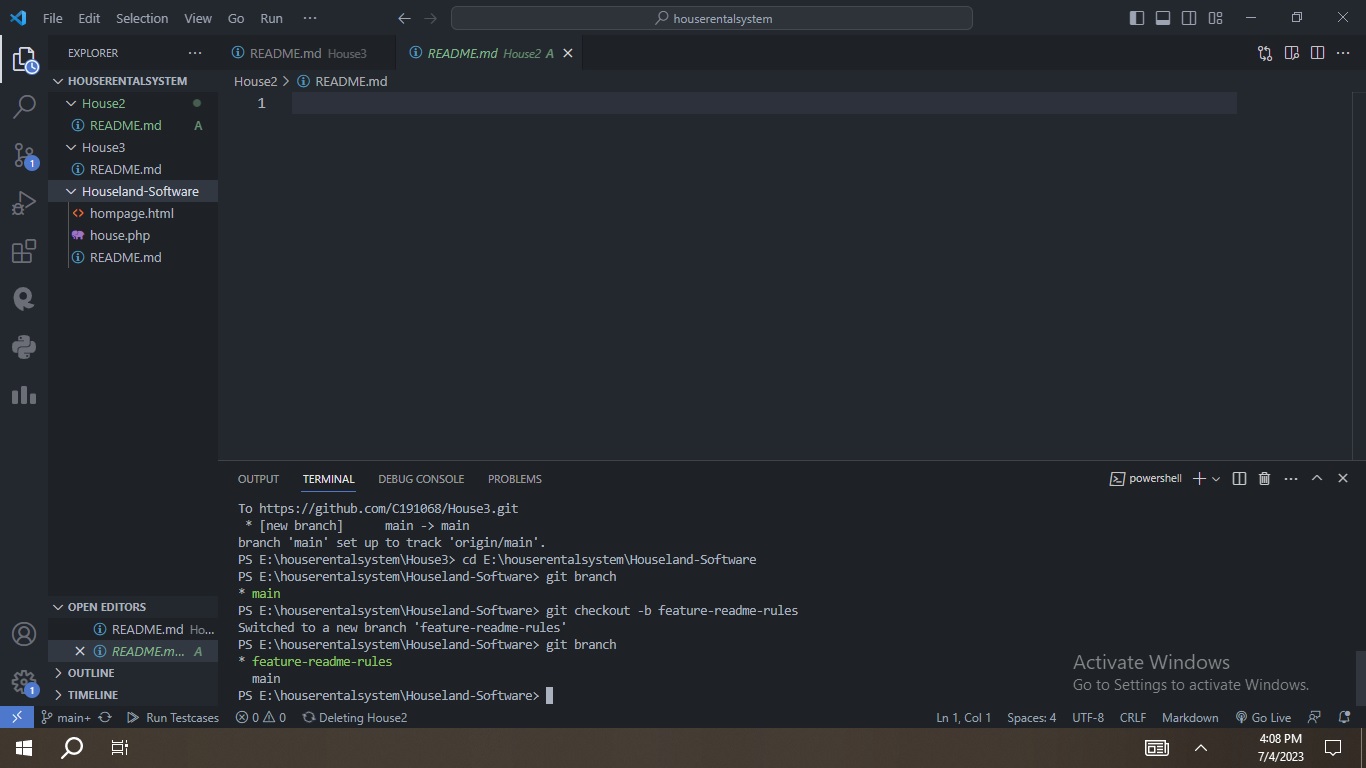 File Edit Selection View Go Run ···
houserentalsystem
EXPLORER ···
HOUSERENTALSYSTEM
House2
README.md A
House3
README.md
Houseland-Software
hompage.html
house.php
README.md
OPEN EDITORS
README.md Ho...
README.m... A
OUTLINE
TIMELINE
1
1
README.md House3
README.md House2 A
House2 > README.md
1
OUTPUT TERMINAL DEBUG CONSOLE PROBLEMS
powershell
To https://github.com/C191068/House3.git
* [new branch] main -> main
branch 'main' set up to track 'origin/main'.
PS E:\houserentalsystem\House3> cd E:\houserentalsystem\Houseland-Software
PS E:\houserentalsystem\Houseland-Software> git branch
* main
PS E:\houserentalsystem\Houseland-Software> git checkout -b feature-readme-rules
Switched to a new branch 'feature-readme-rules'
PS E:\houserentalsystem\Houseland-Software> git branch
* feature-readme-rules
main
PS E:\houserentalsystem\Houseland-Software>
Activate Windows
Go to Settings to activate Windows.
main+ Run Testcases 0 0 Deleting House2 Ln 1, Col 1 Spaces: 4 UTF-8 CRLF Markdown Go Live
4:08 PM
7/4/2023